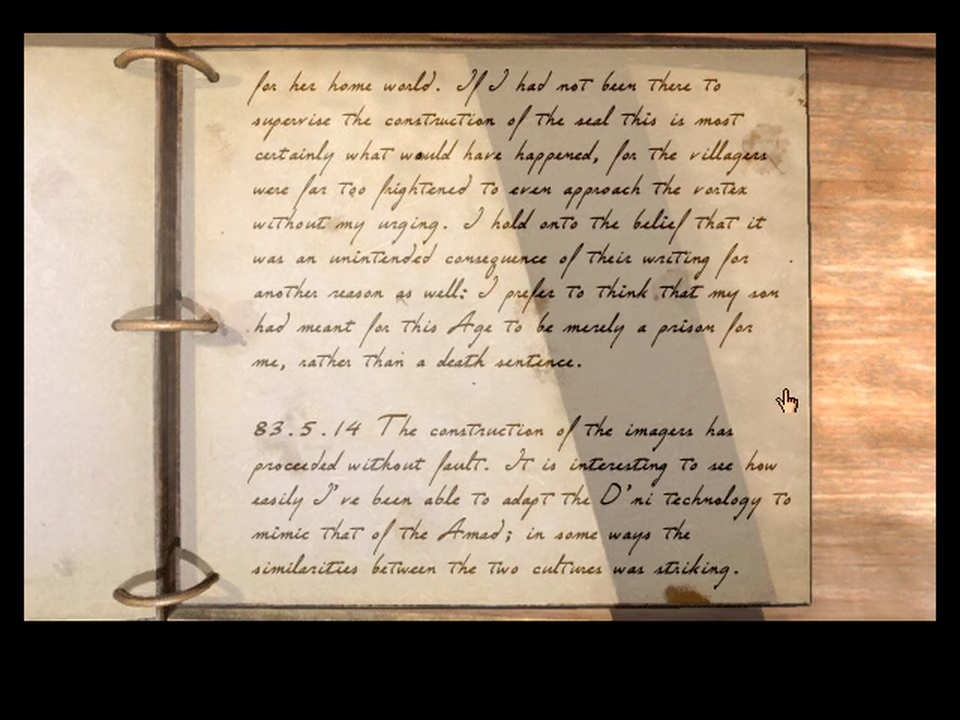 for her home world. If I had not been there to
supervise the construction of the seal this is most
certainly what would have happened, for the villagers
were far too frightened to even approach the vortex
without my urging. I hold onto the belief that it
was an unintended consequence of their writing for
another reason as well: I prefer to think that my son
had meant for this Age to be merely a prison for
me, rather than a death sentence.
83.5.14 The construction of the imagers has
proceeded without fault. It is interesting to see how
easily I've been able to adapt the D'ni technology to
mimic that of the Amad; in some ways the
similarities between the two cultures was striking.